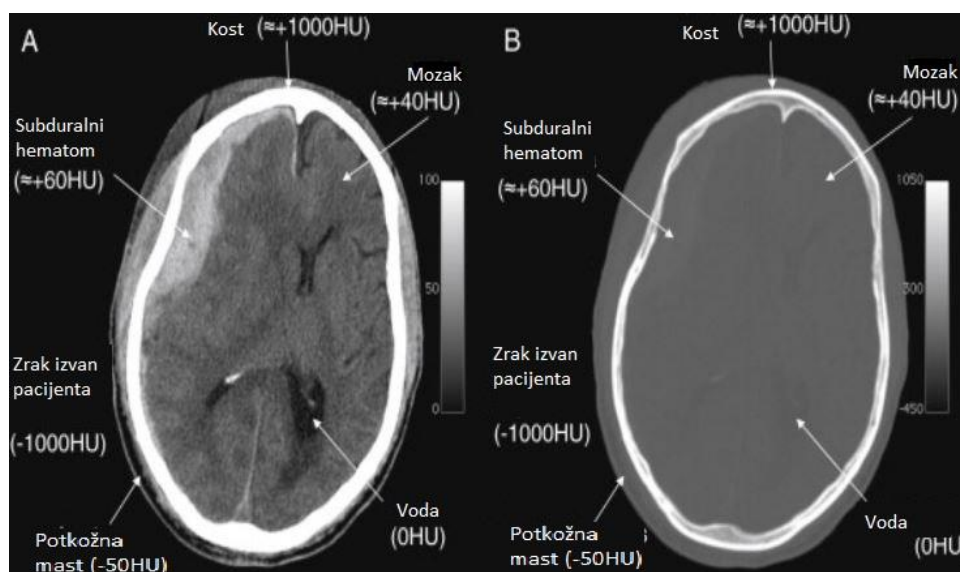 A
Kost (≈+1000HU)
Mozak
(≈+40HU)
Subduralni
hematom
(≈+60HU)
100
50
0
Zrak izvan
pacijenta
(-1000HU)
Potkožna
mast (-50HU)
Voda
(0HU)
B
Kost (≈+1000HU)
Mozak
(≈+40HU)
Subduralni
hematom
(≈+60HU)
1050
300
-450
Zrak izvan
pacijenta
(-1000HU)
Potkožna
mast (-50HU)
Voda
(0HU)